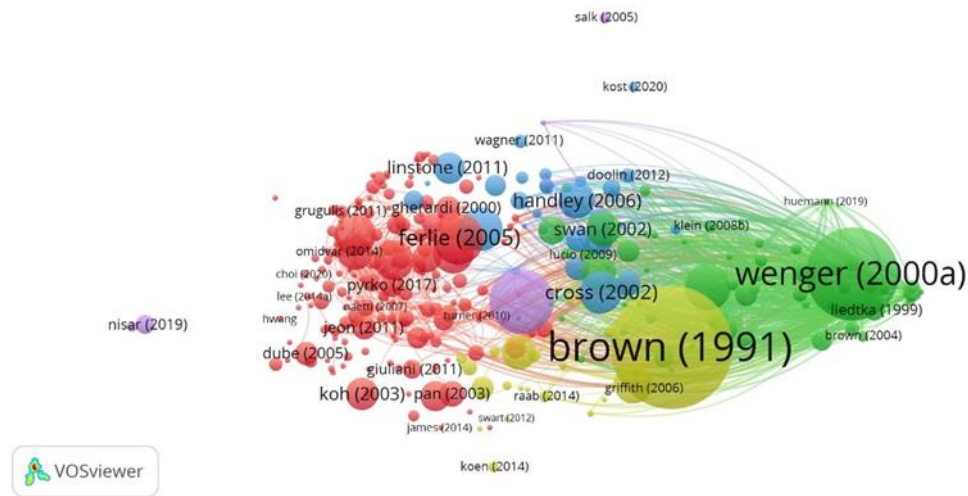 salk (2005)
kost (2020)
wagner (2011)
linstone (2011)
doolin (2012)
handley (2006)
huemann (2019)
grugulis (2011)
gherardi (2000)
ferlie (2005)
swan (2002)
klein (2008b)
omidvar (2014)
lucio (2009)
choi (2020)
pyrko (2017)
cross (2002)
wenger (2000a)
lee (2014a)
naetti (2007)
liedtka (1999)
hwang
turner (2010)
nisar (2019)
jeon (2011)
brown (1991)
brown (2004)
dube (2005)
giuliani (2011)
koh (2003)
pan (2003)
raab (2014)
griffith (2006)
james (2014)
swart (2012)
koen (2014)
VOSviewer